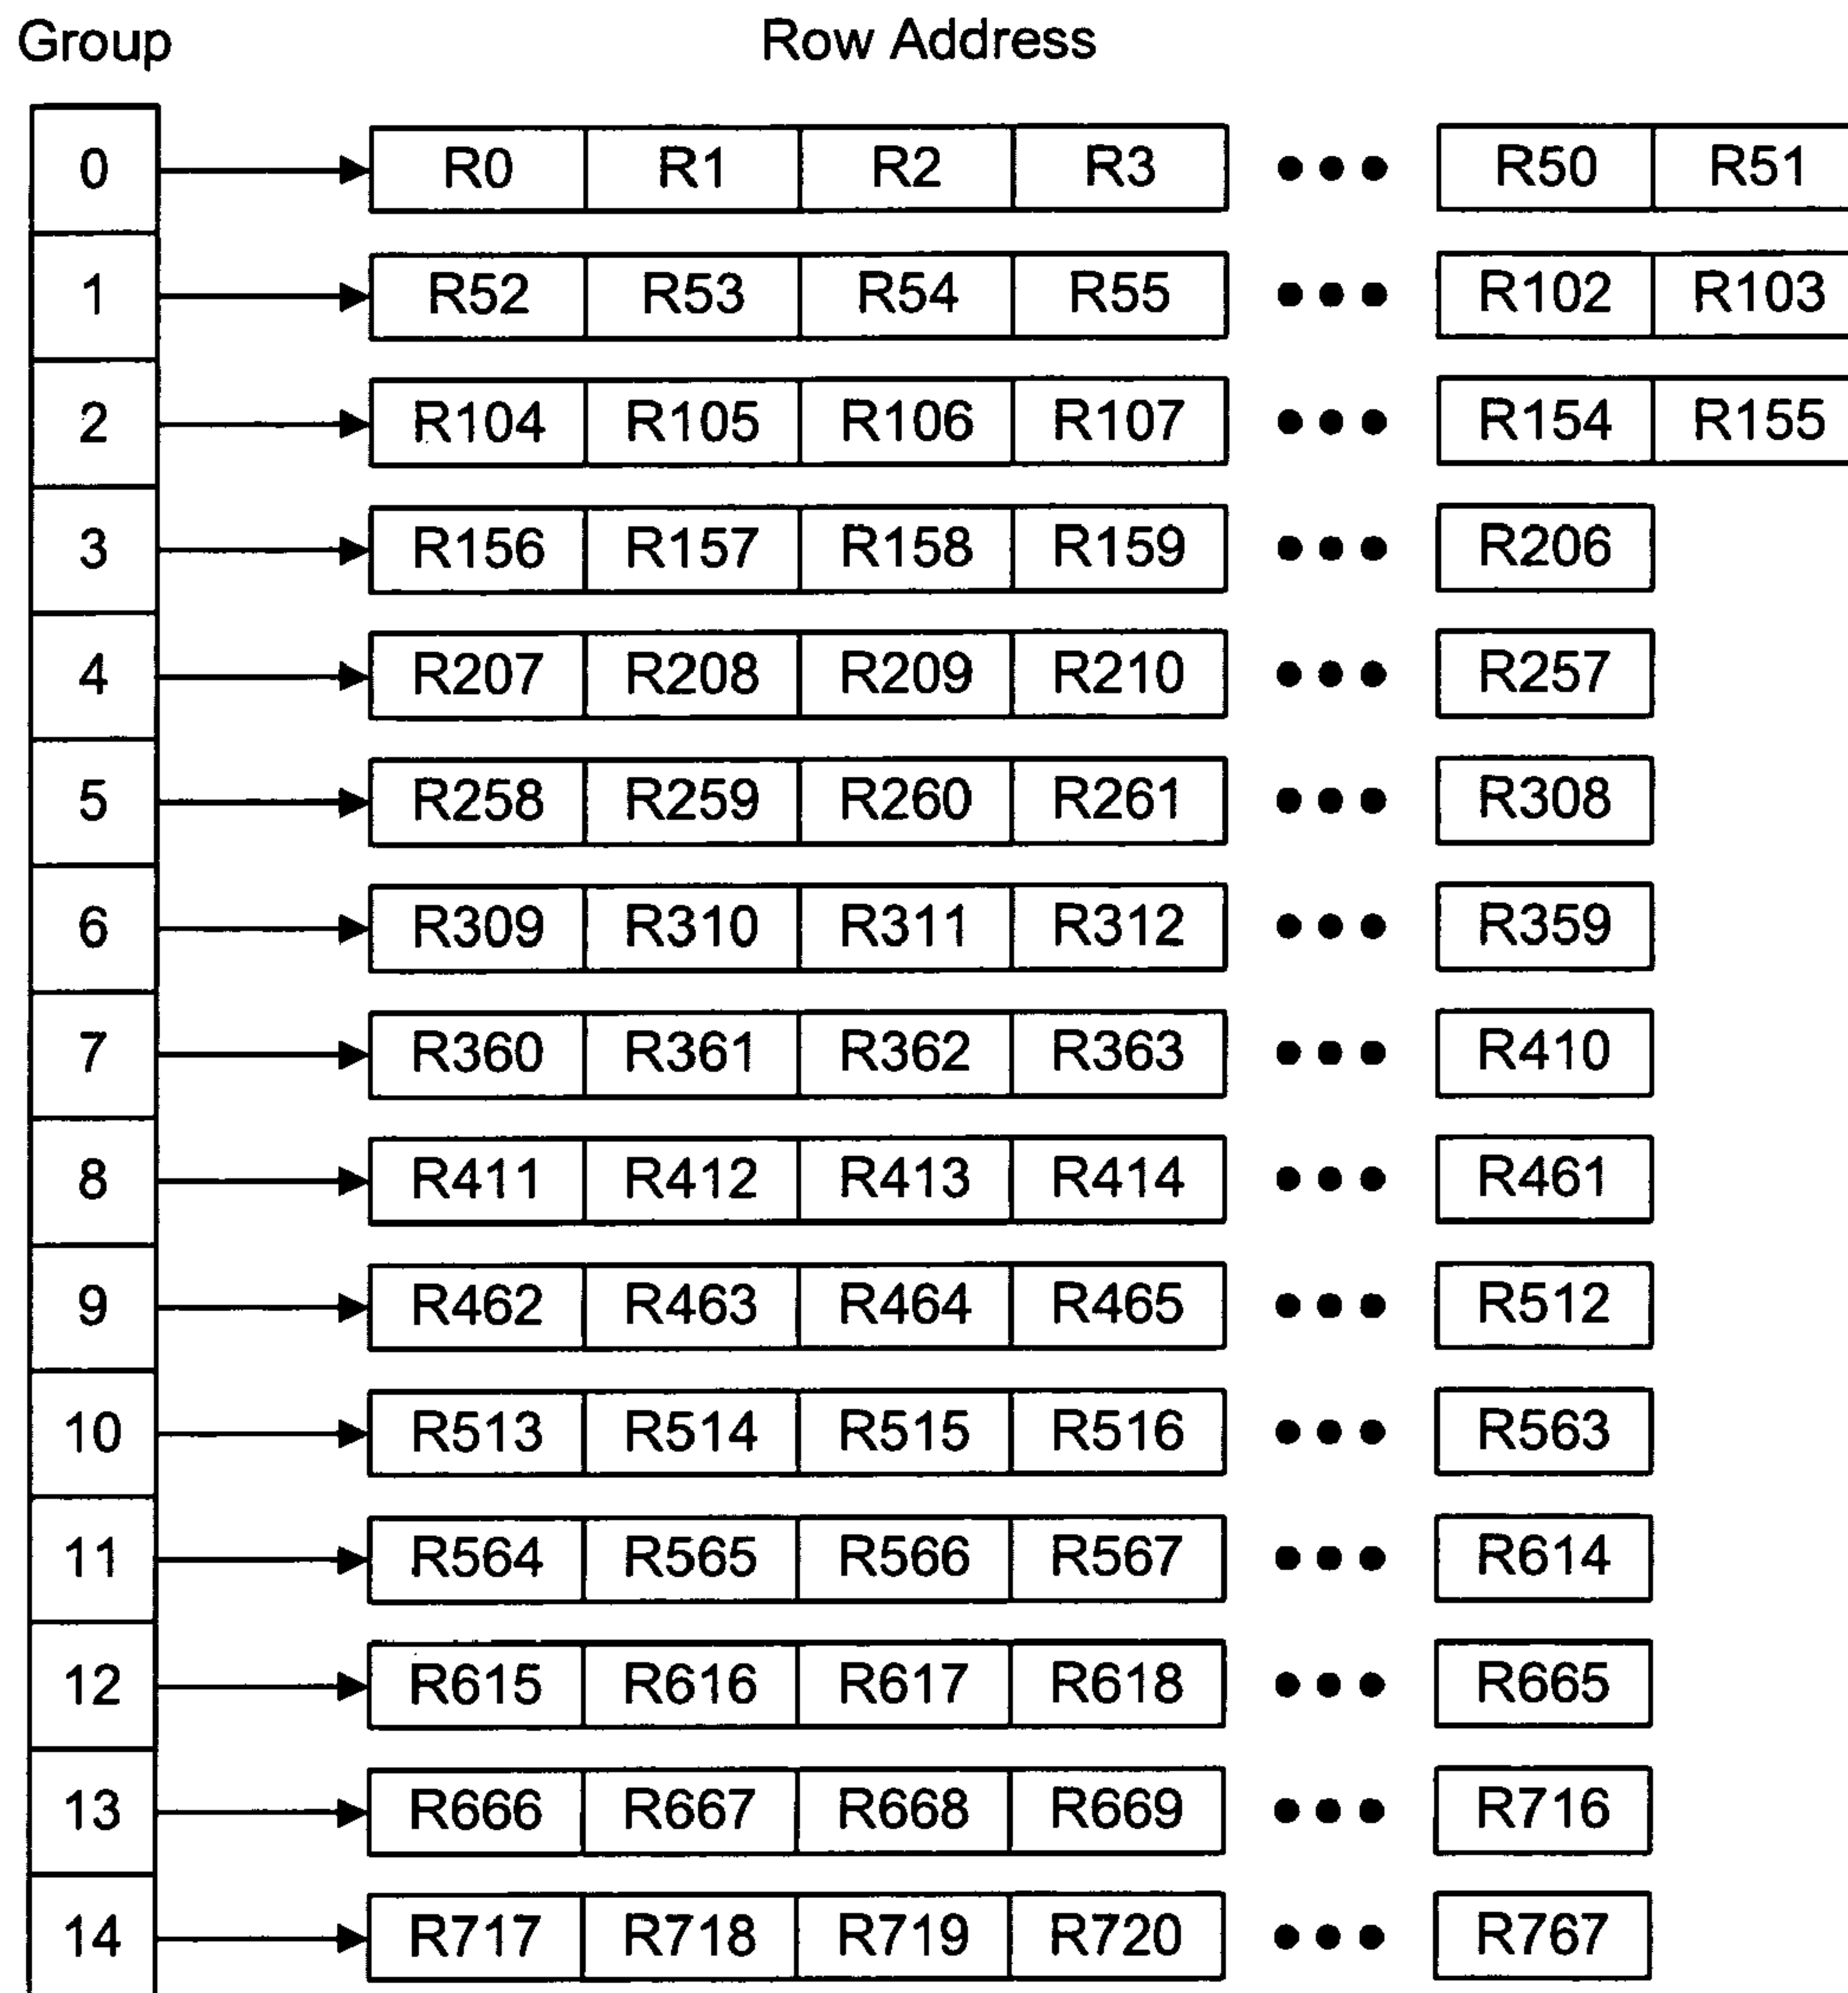 Group Row Address
0 R0 R1 R2 R3 ••• R50 R51
1 R52 R53 R54 R55 ••• R102 R103
2 R104 R105 R106 R107 ••• R154 R155
3 R156 R157 R158 R159 ••• R206
4 R207 R208 R209 R210 ••• R257
5 R258 R259 R260 R261 ••• R308
6 R309 R310 R311 R312 ••• R359
7 R360 R361 R362 R363 ••• R410
8 R411 R412 R413 R414 ••• R461
9 R462 R463 R464 R465 ••• R512
10 R513 R514 R515 R516 ••• R563
11 R564 R565 R566 R567 ••• R614
12 R615 R616 R617 R618 ••• R665
13 R666 R667 R668 R669 ••• R716
14 R717 R718 R719 R720 ••• R767